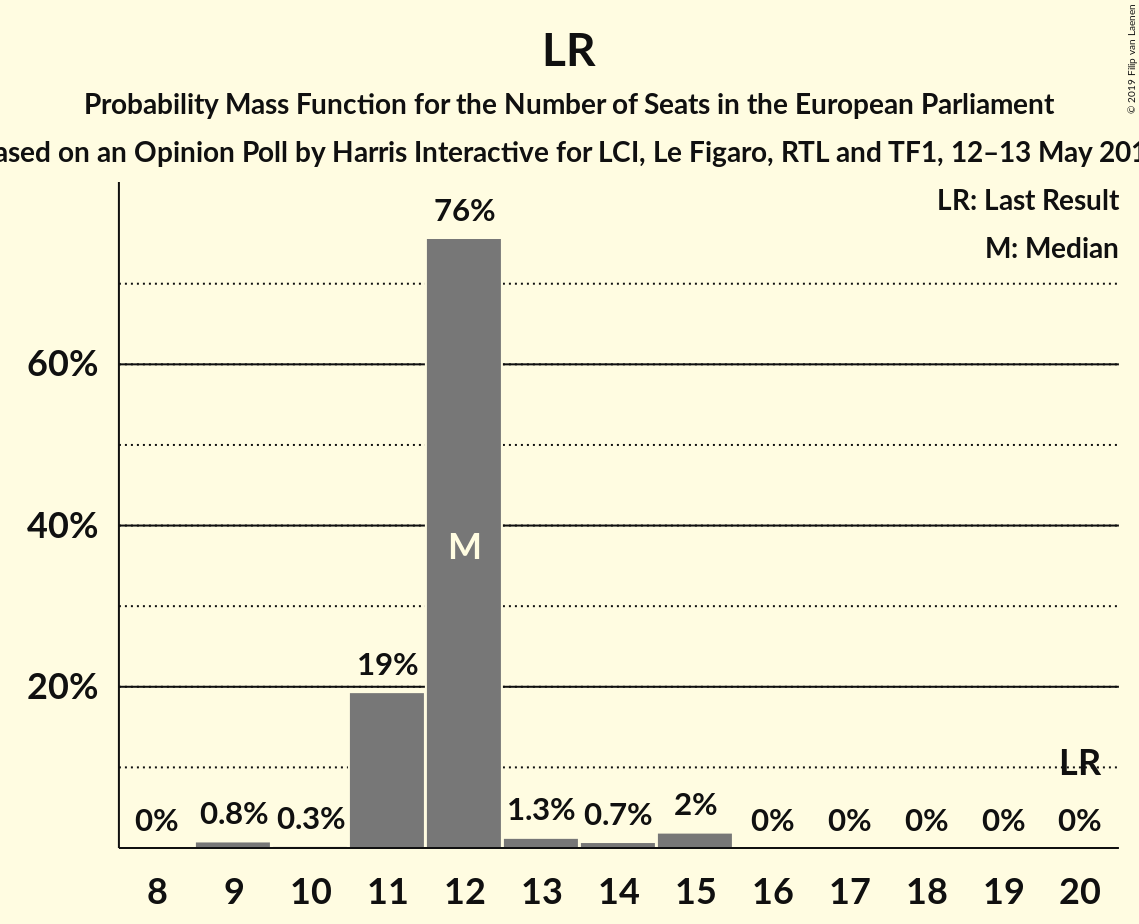 LR
Probability Mass Function for the Number of Seats in the European Parliament
on an Opinion Poll by Harris Interactive for LCI, Le Figaro, RTL and TF1, 12–13 May
© 2019 Filip van Laenen
LR: Last Result
M: Median
76%
60%
40%
M
19%
20%
LR
0% 0.8% 0.3% 1.3% 0.7% 2% 0% 0% 0% 0% 0%
8 9 10 11 12 13 14 15 16 17 18 19 20